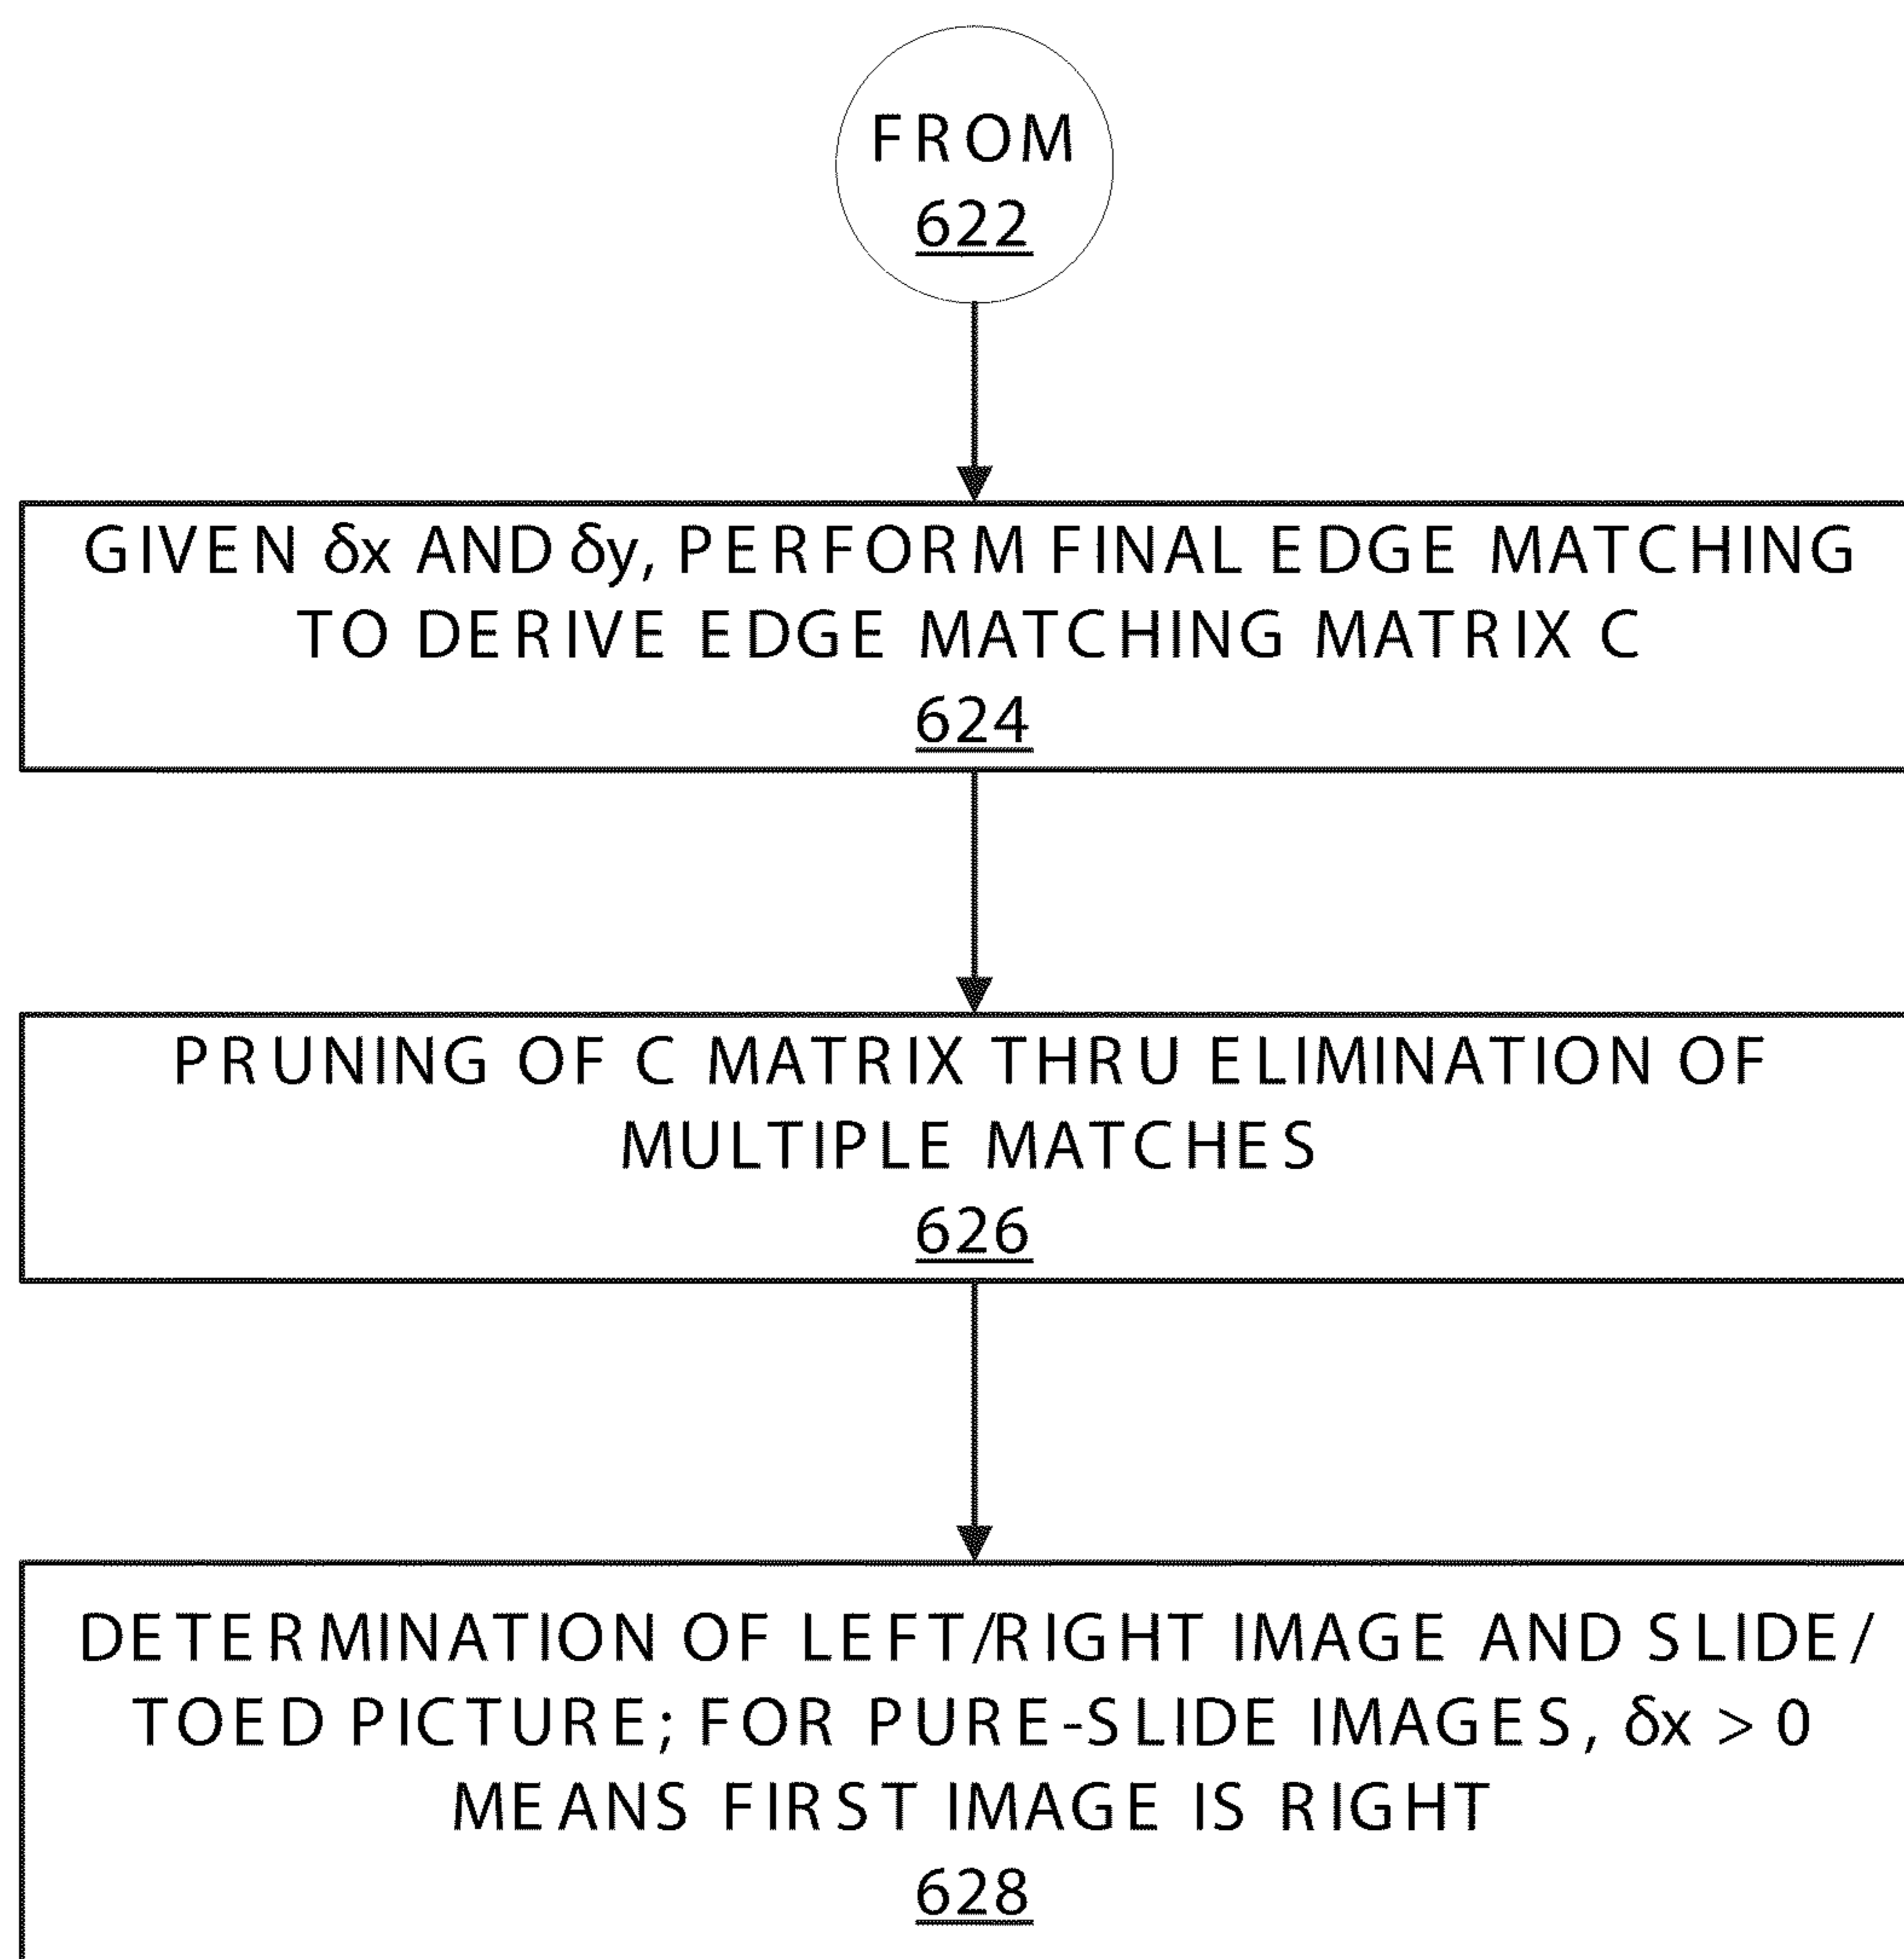 FROM
622
GIVEN δx AND δy, PERFORM FINAL EDGE MATCHING
TO DERIVE EDGE MATCHING MATRIX C
624
PRUNING OF C MATRIX THRU ELIMINATION OF
MULTIPLE MATCHES
626
DETERMINATION OF LEFT/RIGHT IMAGE AND SLIDE/
TOED PICTURE; FOR PURE-SLIDE IMAGES, δx > 0
MEANS FIRST IMAGE IS RIGHT
628